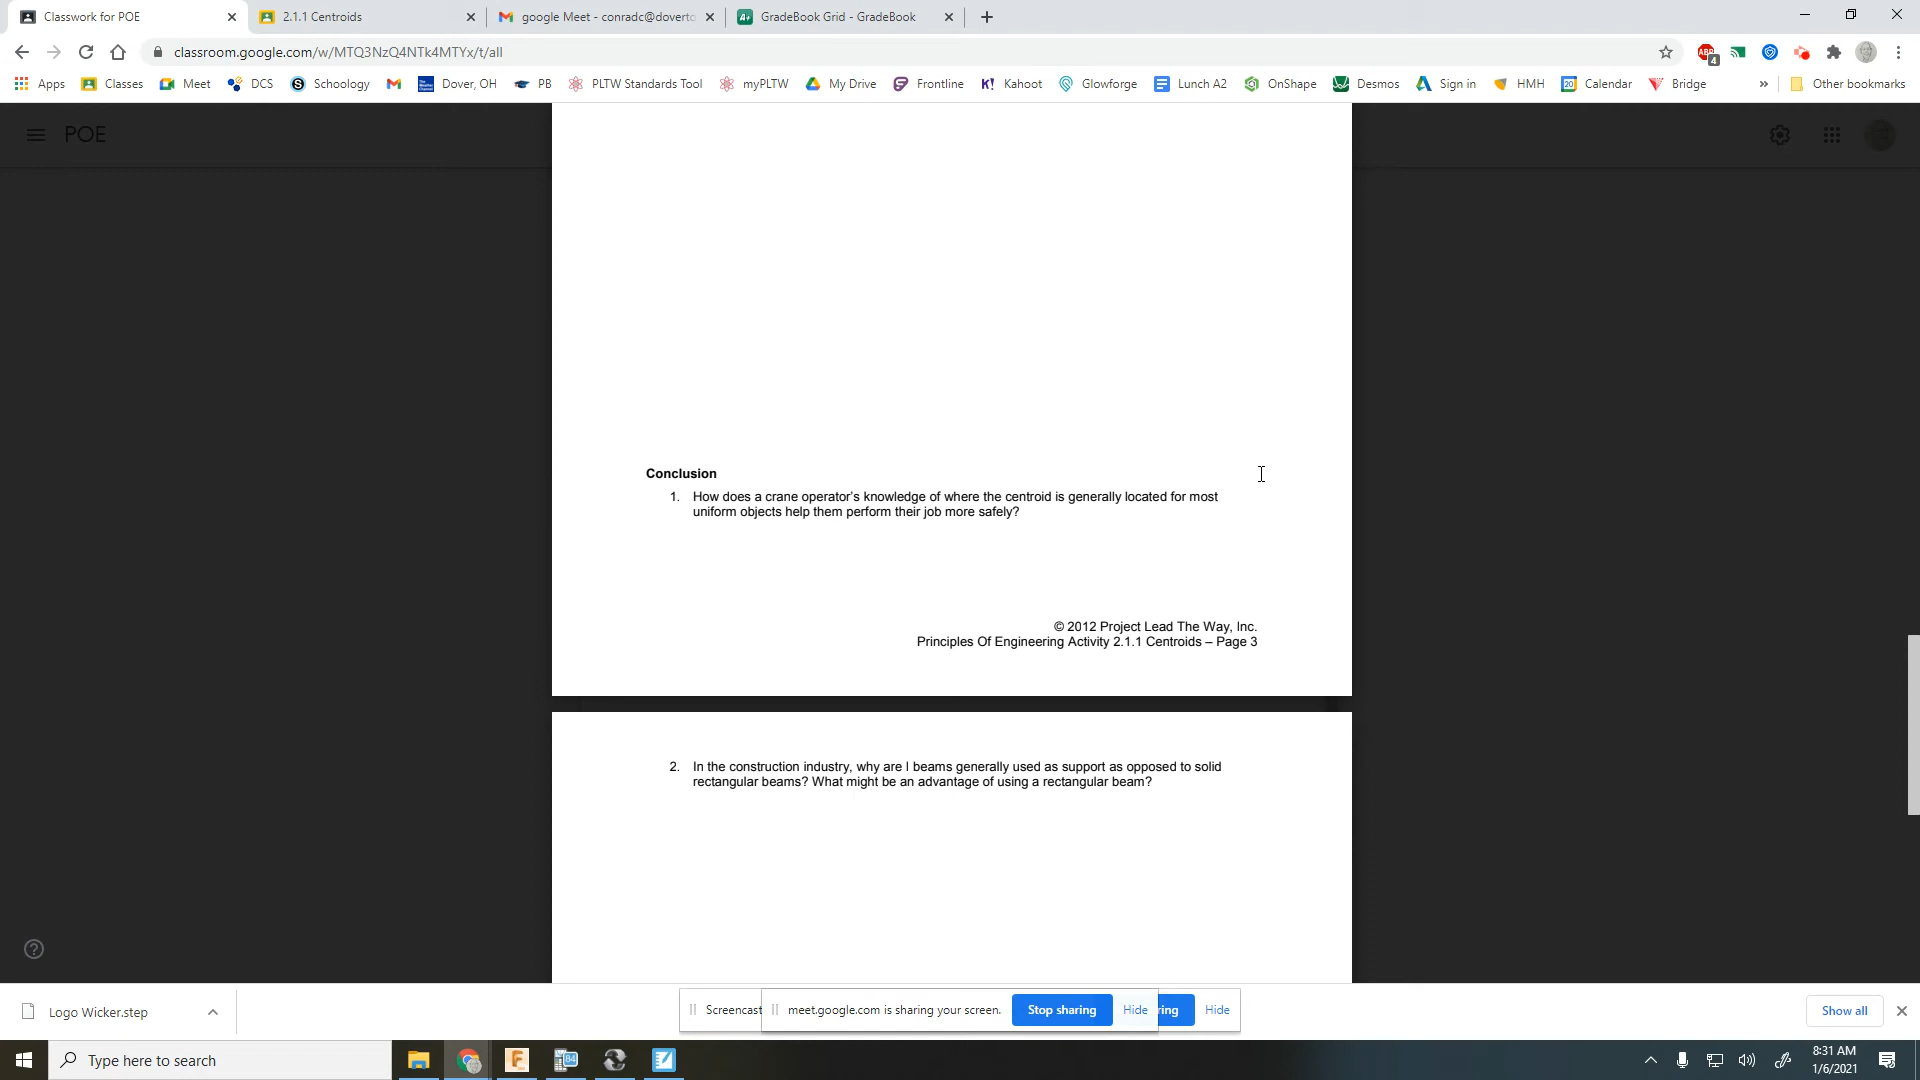 Classwork for POE
2.1.1 Centroids
google Meet - conradc@doverto
GradeBook Grid - GradeBook
classroom.google.com/w/MTQ3NzQ4NTk4MTYx/t/all
ABP
4
Apps
Classes
Meet
DCS
Schoology
Dover, OH
PB
PLTW Standards Tool
myPLTW
My Drive
Frontline
Kahoot
Glowforge
Lunch A2
OnShape
Desmos
Sign in
HMH
Calendar
Bridge
»
Other bookmarks
POE
Conclusion
1. How does a crane operator's knowledge of where the centroid is generally located for most
uniform objects help them perform their job more safely?
© 2012 Project Lead The Way, Inc.
Principles Of Engineering Activity 2.1.1 Centroids – Page 3
2. In the construction industry, why are I beams generally used as support as opposed to solid
rectangular beams? What might be an advantage of using a rectangular beam?
Logo Wicker.step
Screencast
meet.google.com is sharing your screen.
Stop sharing
Hide
ring
Hide
Show all
Type here to search
84
8:31 AM
1/6/2021